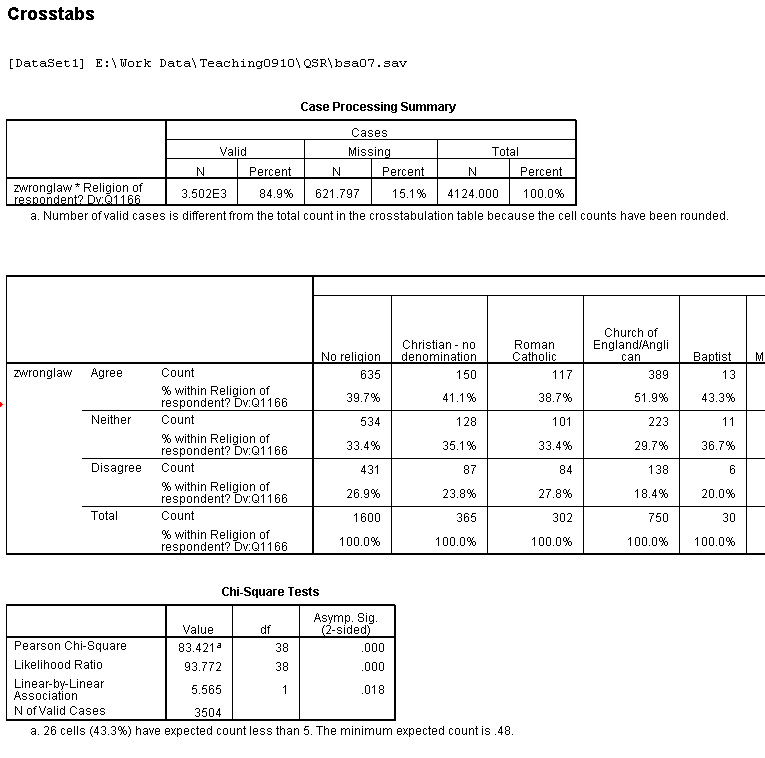 Crosstabs
[DataSet1] E:\Work Data\Teaching0910\QSR\bsa07.sav
Case Processing Summary
Cases
Valid Missing Total
N Percent N Percent N Percent
zwronglaw * Religion of
respondent? Dv:Q1166 3.502E3 84.9% 621.797 15.1% 4124.000 100.0%
a. Number of valid cases is different from the total count in the crosstabulation table because the cell counts have been rounded.
No religion Christian - no denomination Roman Catholic Church of England/Angli can Baptist M
zwronglaw Agree Count 635 150 117 389 13
% within Religion of
respondent? Dv:Q1166 39.7% 41.1% 38.7% 51.9% 43.3%
Neither Count 534 128 101 223 11
% within Religion of
respondent? Dv:Q1166 33.4% 35.1% 33.4% 29.7% 36.7%
Disagree Count 431 87 84 138 6
% within Religion of
respondent? Dv:Q1166 26.9% 23.8% 27.8% 18.4% 20.0%
Total Count 1600 365 302 750 30
% within Religion of
respondent? Dv:Q1166 100.0% 100.0% 100.0% 100.0% 100.0%
Chi-Square Tests
Value df Asymp. Sig. (2-sided)
Pearson Chi-Square 83.421a 38 .000
Likelihood Ratio 93.772 38 .000
Linear-by-Linear
Association 5.565 1 .018
N of Valid Cases 3504
a. 26 cells (43.3%) have expected count less than 5. The minimum expected count is .48.